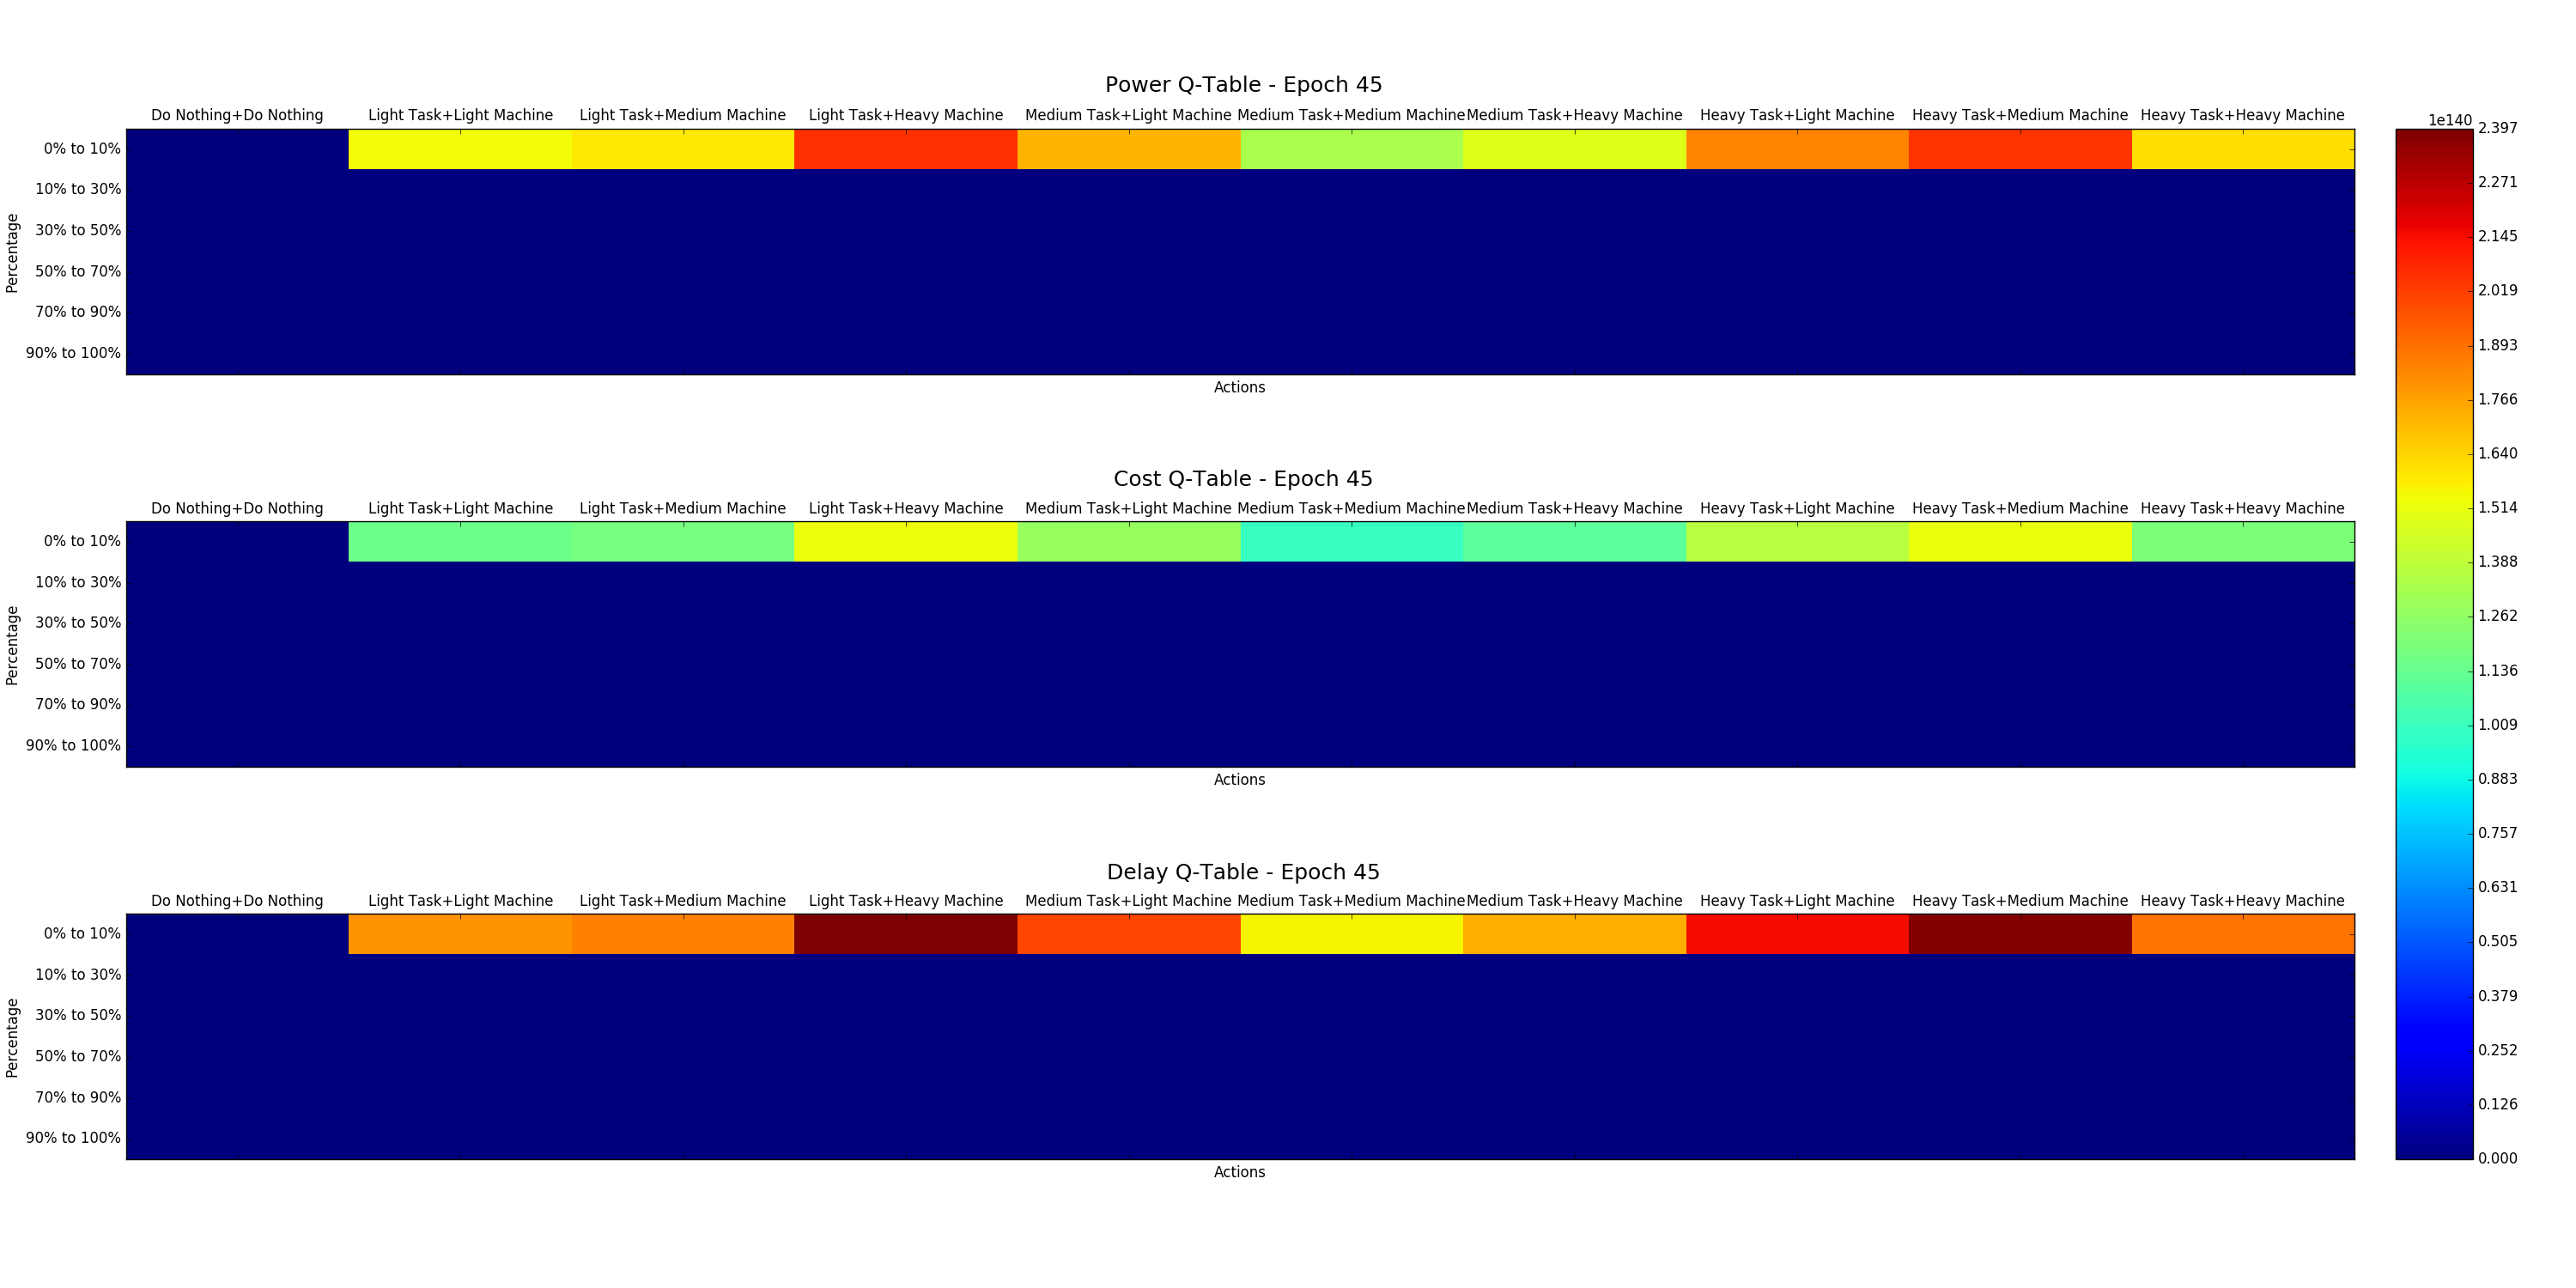 Power Q-Table - Epoch 45
Do Nothing+Do Nothing Light Task+Light Machine Light Task+Medium Machine Light Task+Heavy Machine Medium Task+Light Machine Medium Task+Medium Machine Medium Task+Heavy Machine Heavy Task+Light Machine Heavy Task+Medium Machine Heavy Task+Heavy Machine
Percentage
0% to 10%
10% to 30%
30% to 50%
50% to 70%
70% to 90%
90% to 100%
Actions
Cost Q-Table - Epoch 45
Do Nothing+Do Nothing Light Task+Light Machine Light Task+Medium Machine Light Task+Heavy Machine Medium Task+Light Machine Medium Task+Medium Machine Medium Task+Heavy Machine Heavy Task+Light Machine Heavy Task+Medium Machine Heavy Task+Heavy Machine
Percentage
0% to 10%
10% to 30%
30% to 50%
50% to 70%
70% to 90%
90% to 100%
Actions
Delay Q-Table - Epoch 45
Do Nothing+Do Nothing Light Task+Light Machine Light Task+Medium Machine Light Task+Heavy Machine Medium Task+Light Machine Medium Task+Medium Machine Medium Task+Heavy Machine Heavy Task+Light Machine Heavy Task+Medium Machine Heavy Task+Heavy Machine
Percentage
0% to 10%
10% to 30%
30% to 50%
50% to 70%
70% to 90%
90% to 100%
Actions
1e140
2.397
2.271
2.145
2.019
1.893
1.766
1.640
1.514
1.388
1.262
1.136
1.009
0.883
0.757
0.631
0.505
0.379
0.252
0.126
0.000